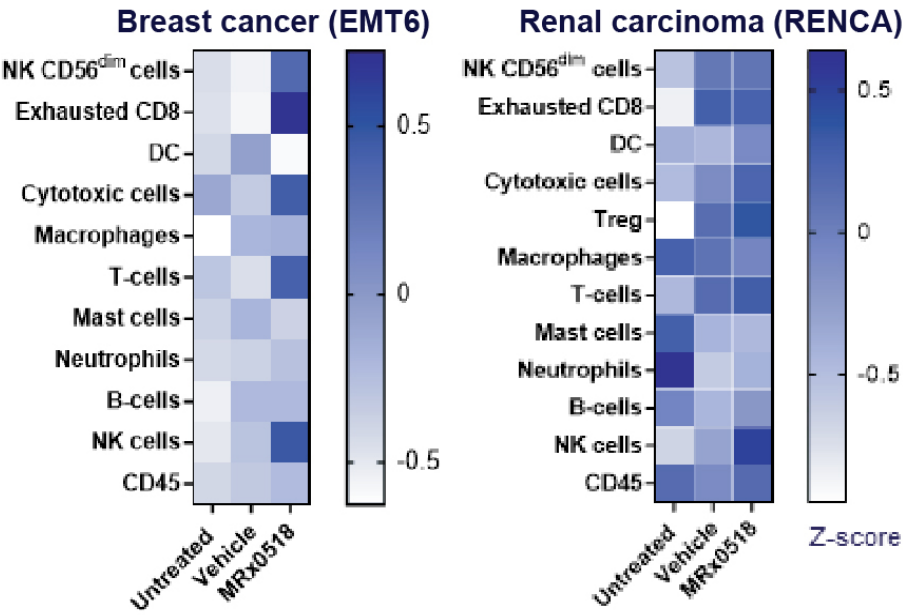 Breast cancer (EMT6)
NK CD56dim cells
Exhausted CD8
DC
Cytotoxic cells
Macrophages
T-cells
Mast cells
Neutrophils
B-cells
NK cells
CD45
Untreated
Vehicle
MRx0518
0.5
0
-0.5
Renal carcinoma (RENCA)
NK CD56dim cells
Exhausted CD8
DC
Cytotoxic cells
Treg
Macrophages
T-cells
Mast cells
Neutrophils
B-cells
NK cells
CD45
Untreated
Vehicle
MRx0518
0.5
0
-0.5
Z-score